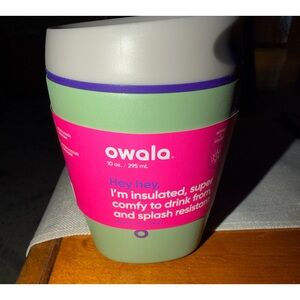 owala
10 oz. / 295 mL
Hey hey,
I'm insulated, super
comfy to drink from
and splash resistant